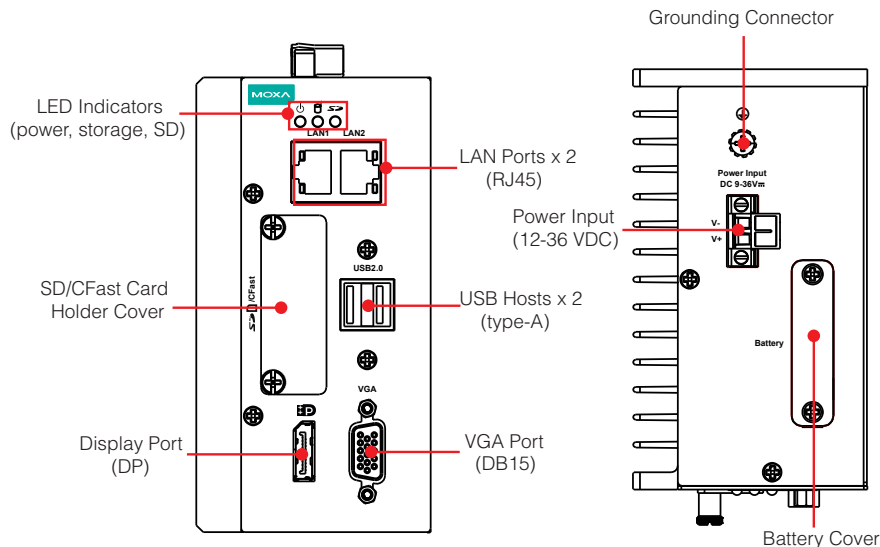 Grounding Connector
LED Indicators
(power, storage, SD)
MOXA
LAN1 LAN2
LAN Ports x 2
(RJ45)
SD/CFast Card
Holder Cover
/CFast
USB2.0
USB Hosts x 2
(type-A)
VGA
Display Port
(DP)
VGA Port
(DB15)
Power Input
DC 9-36V
Power Input
(12-36 VDC)
V-
V+
Battery
Battery Cover